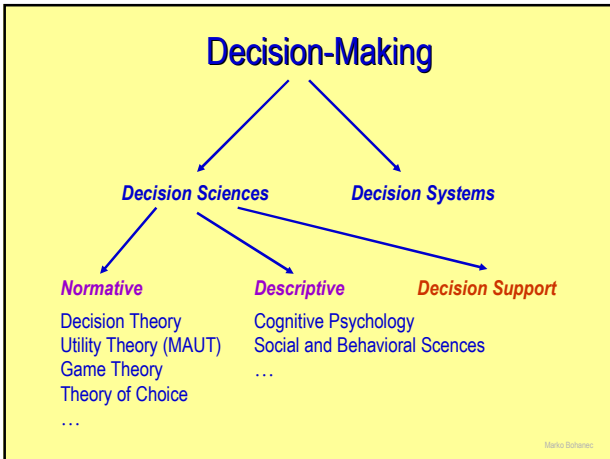 Decision-Making
Decision Sciences
Decision Systems
Normative
Decision Theory
Utility Theory (MAUT)
Game Theory
Theory of Choice
…
Descriptive
Cognitive Psychology
Social and Behavioral Scences
…
Decision Support
Marko Bohanec